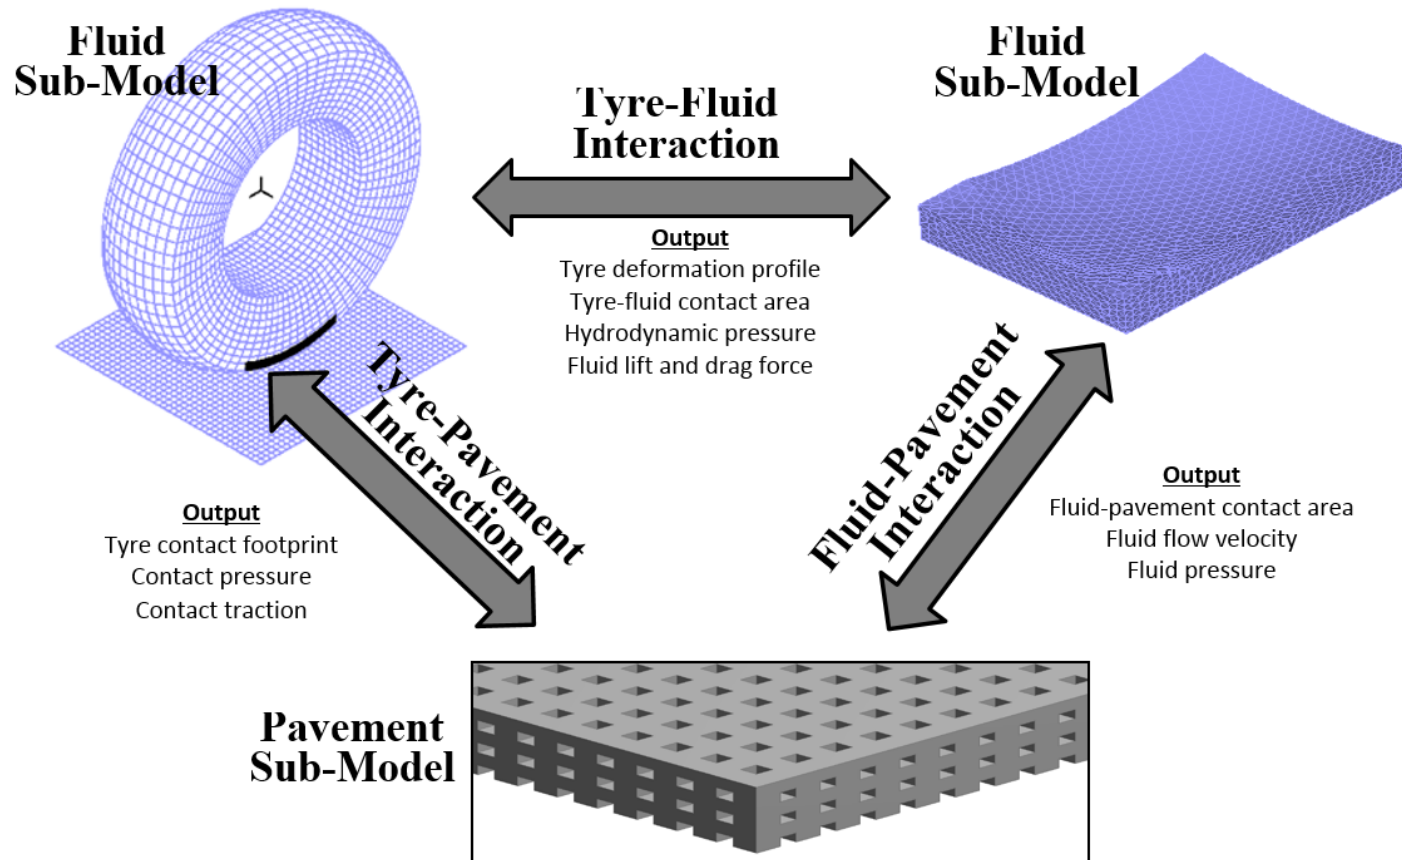 Fluid
Sub-Model
Fluid
Sub-Model
Tyre-Fluid
Interaction
Output
Tyre deformation profile
Tyre-fluid contact area
Hydrodynamic pressure
Fluid lift and drag force
Tyre-Pavement
Interaction
Fluid-Pavement
Interaction
Output
Tyre contact footprint
Contact pressure
Contact traction
Output
Fluid-pavement contact area
Fluid flow velocity
Fluid pressure
Pavement
Sub-Model